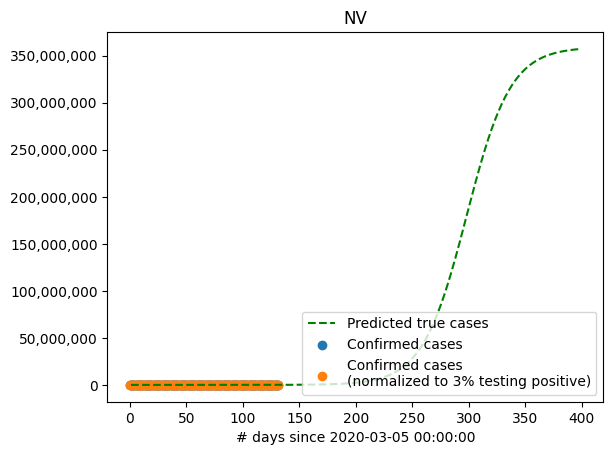 NV
350,000,000
300,000,000
250,000,000
200,000,000
150,000,000
100,000,000
50,000,000
0
Predicted true cases
Confirmed cases
Confirmed cases
(normalized to 3% testing positive)
0 50 100 150 200 250 300 350 400
# days since 2020-03-05 00:00:00